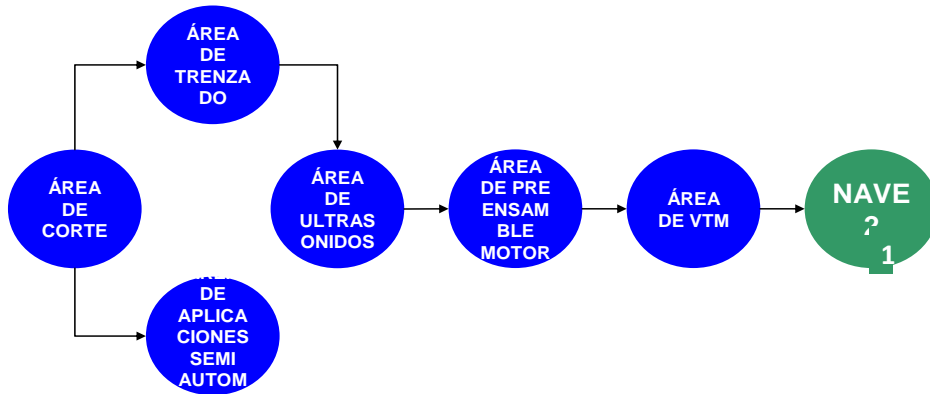 ÁREA
DE
TRENZA
DO
ÁREA
DE
CORTE
ÁREA
DE
ULTRAS
ONIDOS
ÁREA
DE PRE
ENSAM
BLE
MOTOR
ÁREA
DE VTM
NAVE
1
DE
APLICA
CIONES
SEMI
AUTOM